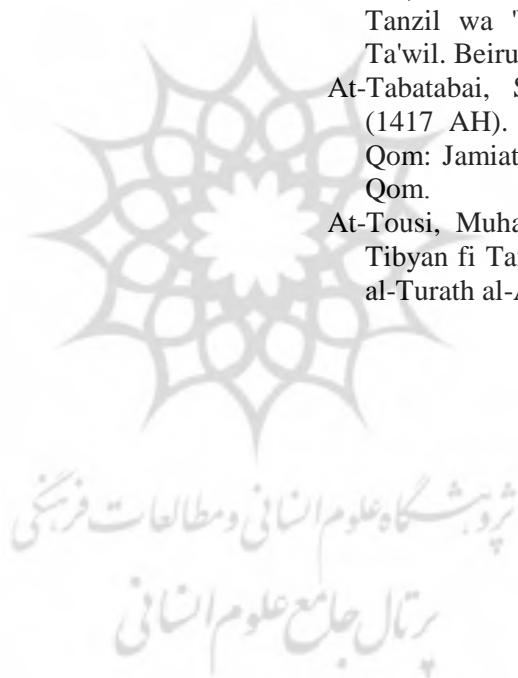 Tanzil wa '
Ta'wil. Beiru
At-Tabatabai, S
(1417 AH).
Qom: Jamiat
Qom.
At-Tousi, Muha
Tibyan fi Ta
al-Turath al-A
پژوهشگاه علوم انسانی و مطالعات فرهنگی
پرتال جامع علوم انسانی